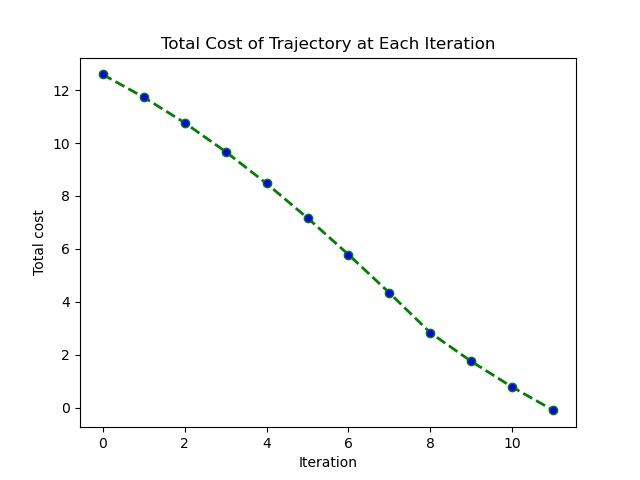 Total Cost of Trajectory at Each Iteration
12
10
8
6
4
2
0
Total cost
0 2 4 6 8 10
Iteration